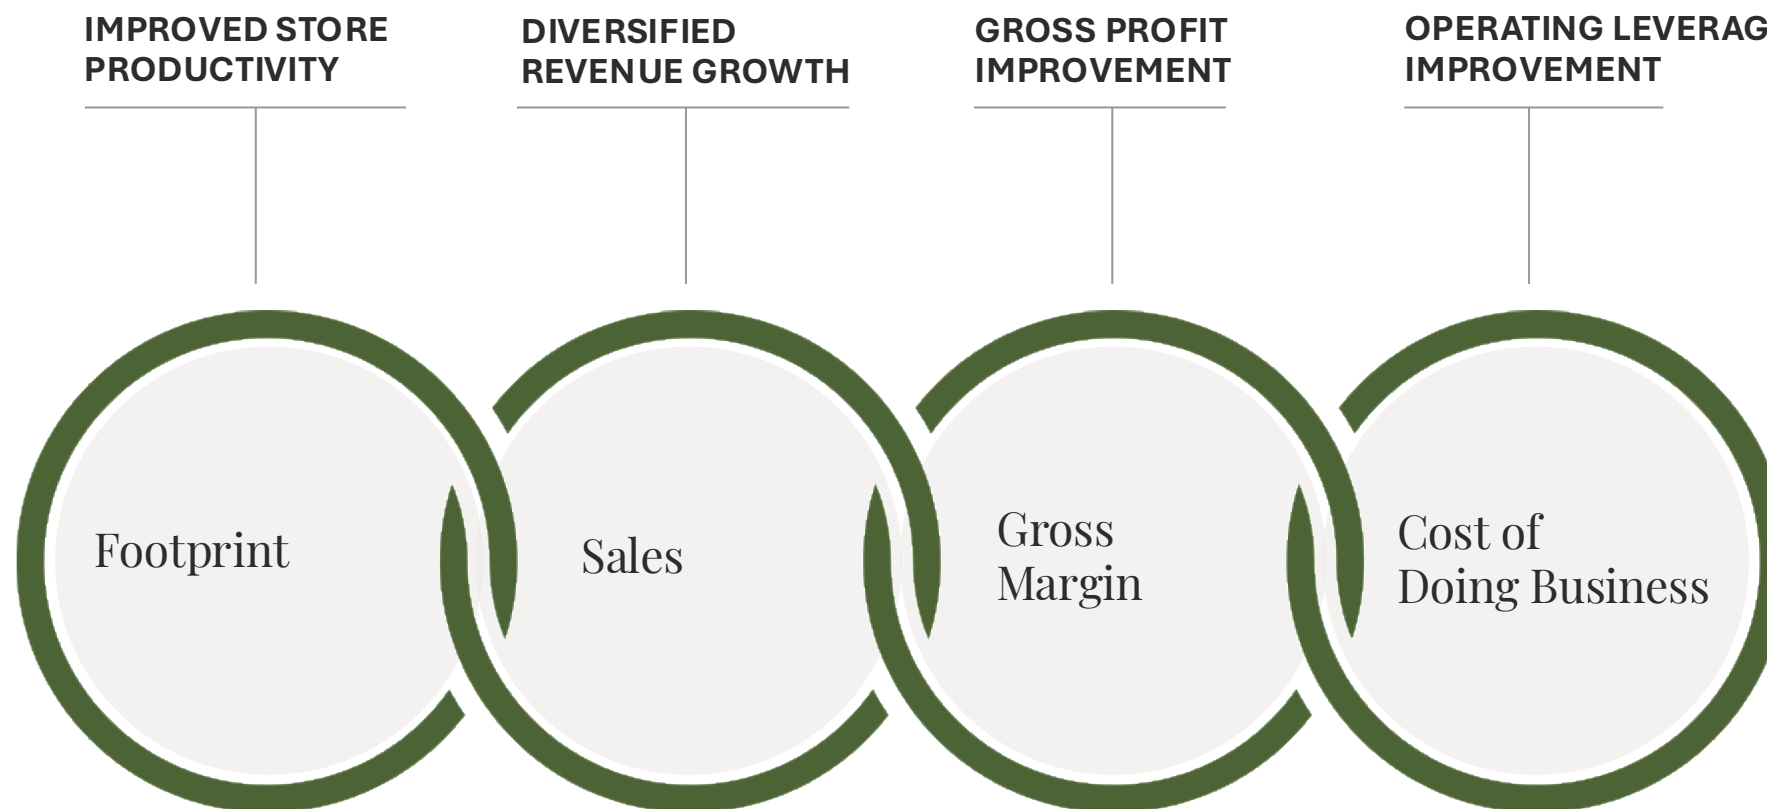 IMPROVED STORE
PRODUCTIVITY
DIVERSIFIED
REVENUE GROWTH
GROSS PROFIT
IMPROVEMENT
OPERATING LEVERAG
IMPROVEMENT
Footprint
Sales
Gross
Margin
Cost of
Doing Business